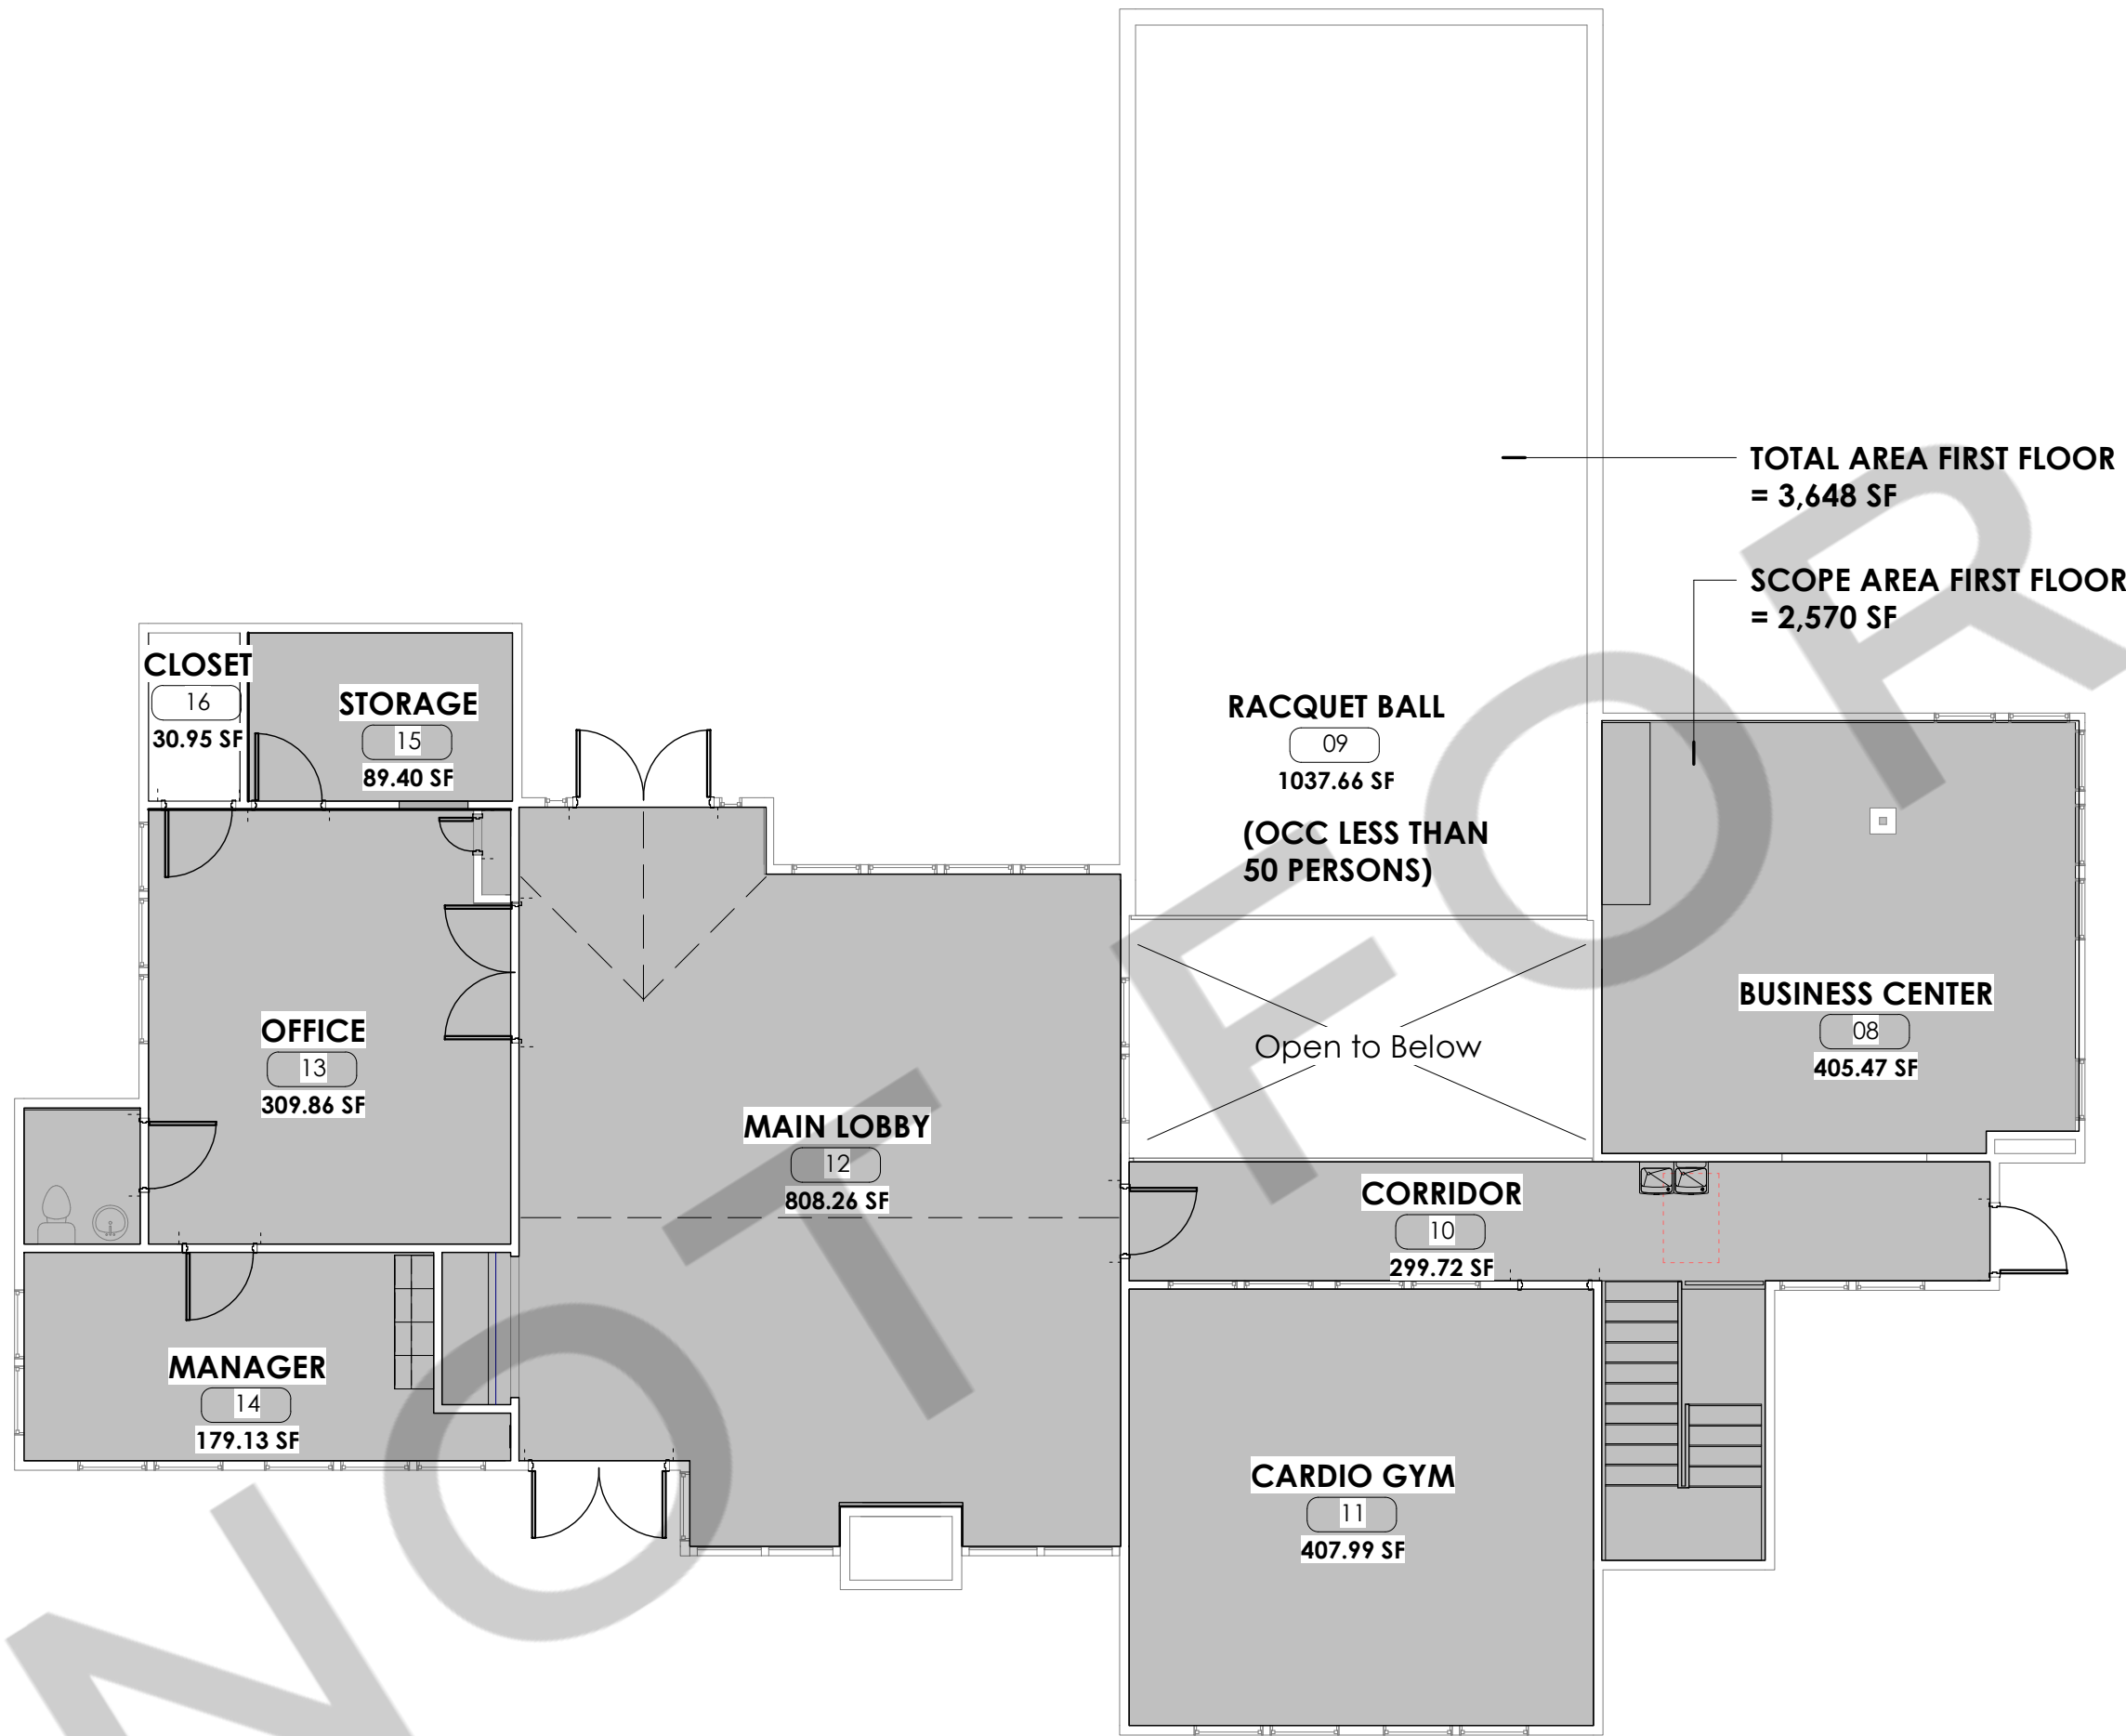 TOTAL AREA FIRST FLOOR
= 3,648 SF
SCOPE AREA FIRST FLOOR
= 2,570 SF
CLOSET
16
30.95 SF
STORAGE
15
89.40 SF
RACQUET BALL
09
1037.66 SF
(OCC LESS THAN
50 PERSONS)
BUSINESS CENTER
08
405.47 SF
OFFICE
13
309.86 SF
Open to Below
MAIN LOBBY
12
808.26 SF
CORRIDOR
10
299.72 SF
MANAGER
14
179.13 SF
CARDIO GYM
11
407.99 SF
NOT FOR